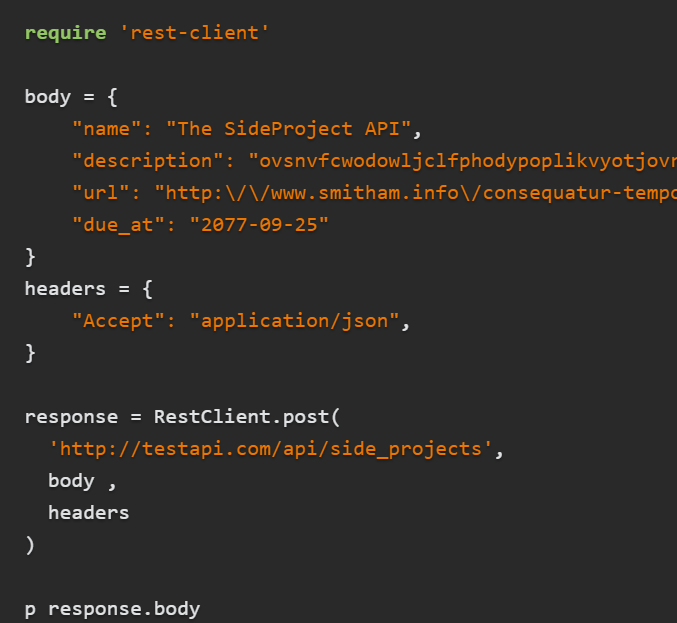 require 'rest-client'
body = {
"name": "The SideProject API",
"description": "ovsnvfcwodowljclfphodypoplikvyotjovr
"url": "http:\/\/www.smitham.info\/consequatur-tempo
"due_at": "2077-09-25"
}
headers = {
"Accept": "application/json",
}
response = RestClient.post(
'http://testapi.com/api/side_projects',
body ,
headers
)
p response.body